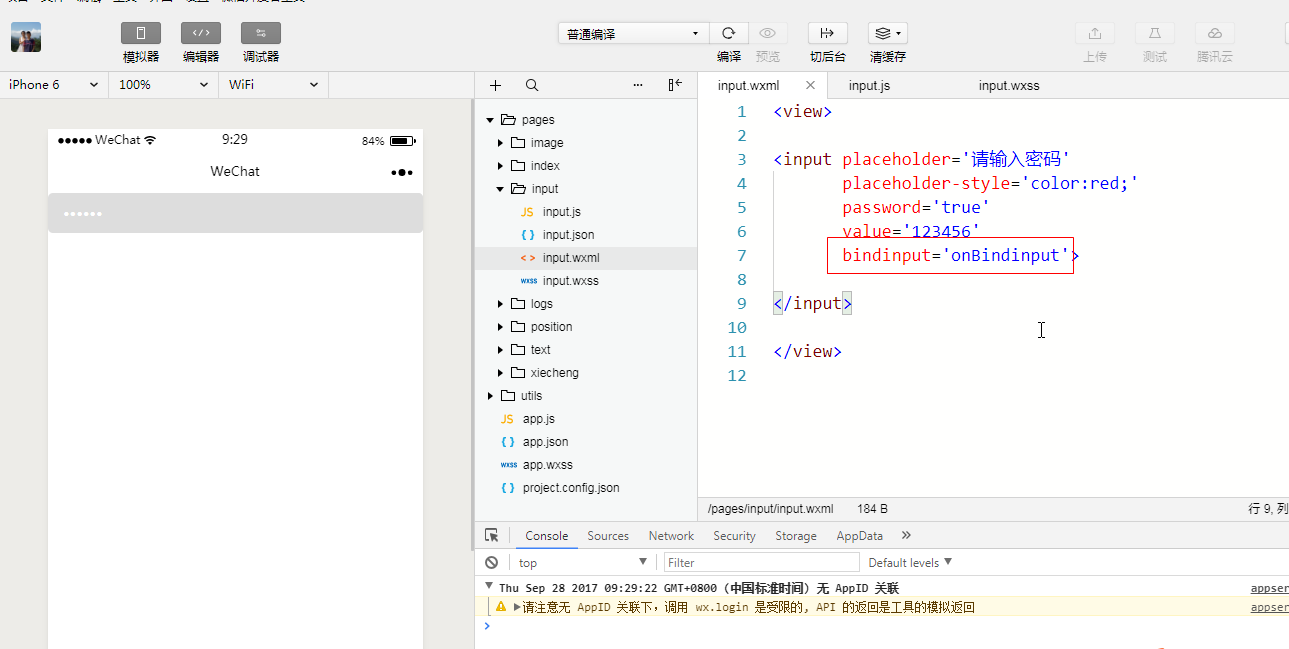 模拟器 编辑器 调试器 普通编译 编译 预览 切后台 清缓存 上传 测试 腾讯云
iPhone 6 100% WiFi
WeChat 9:29 84%
WeChat
••••••
pages
image
index
input
JS input.js
{ } input.json
< > input.wxml
wxss input.wxss
logs
position
text
xiecheng
utils
JS app.js
{ } app.json
wxss app.wxss
{ } project.config.json
input.wxml × input.js input.wxss
1 <view>
2
3 <input placeholder='请输入密码'
4 placeholder-style='color:red;'
5 password='true'
6 value='123456'
7 bindinput='onBindinput'>
8
9 </input>
10
11 </view>
12
/pages/input/input.wxml 184 B 行 9, 列
Console Sources Network Security Storage AppData »
top Filter Default levels
Thu Sep 28 2017 09:29:22 GMT+0800 (中国标准时间) 无 AppID 关联 appser
请注意无 AppID 关联下，调用 wx.login 是受限的, API 的返回是工具的模拟返回 appser
>